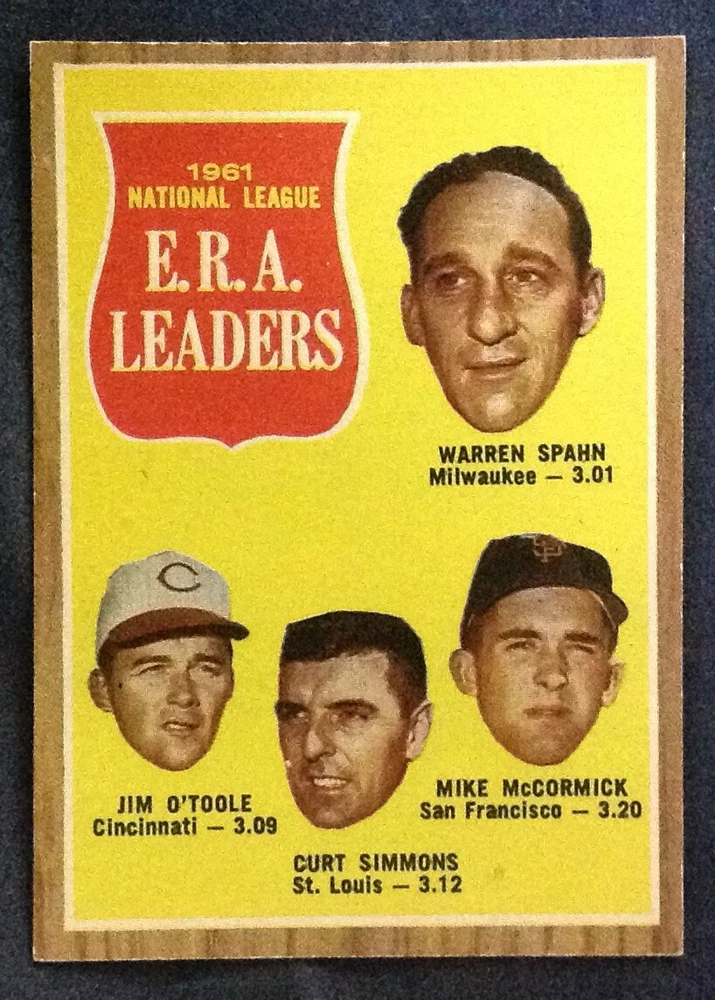 1961
NATIONAL LEAGUE
E.R.A.
LEADERS
WARREN SPAHN
Milwaukee — 3.01
C
SF
JIM O'TOOLE
Cincinnati — 3.09
MIKE McCORMICK
San Francisco — 3.20
CURT SIMMONS
St. Louis — 3.12